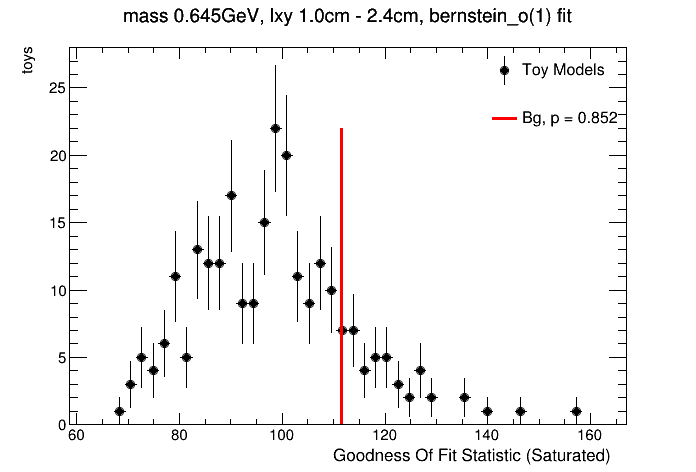 mass 0.645GeV, lxy 1.0cm - 2.4cm, bernstein_o(1) fit
toys
Toy Models
Bg, p = 0.852
25
20
15
10
5
0
60 80 100 120 140 160
Goodness Of Fit Statistic (Saturated)